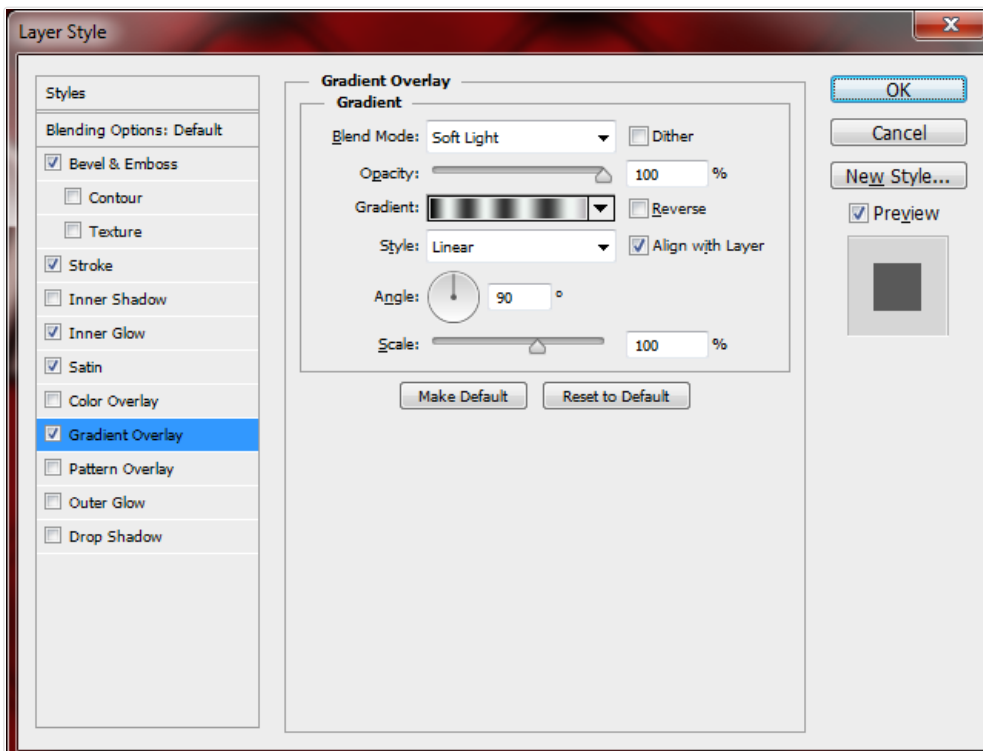 Layer Style
Styles
Blending Options: Default
Bevel & Emboss
Contour
Texture
Stroke
Inner Shadow
Inner Glow
Satin
Color Overlay
Gradient Overlay
Pattern Overlay
Outer Glow
Drop Shadow
Gradient Overlay
Gradient
Blend Mode: Soft Light Dither
Opacity: 100 %
Gradient: Reverse
Style: Linear Align with Layer
Angle: 90 °
Scale: 100 %
Make Default Reset to Default
OK
Cancel
New Style...
Preview